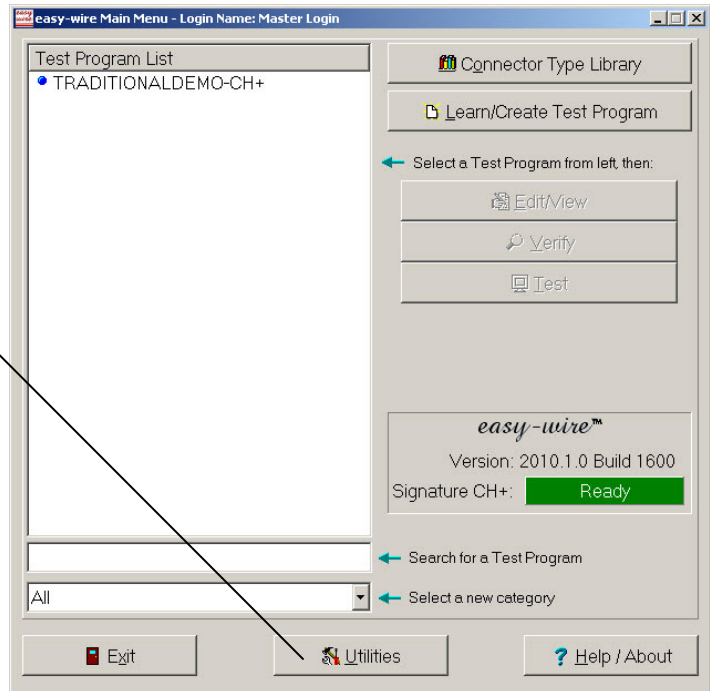 easy-wire Main Menu - Login Name: Master Login
Test Program List
TRADITIONALDEMO-CH+
Connector Type Library
Learn/Create Test Program
Select a Test Program from left, then:
Edit/View
Verify
Test
easy-wire™
Version: 2010.1.0 Build 1600
Signature CH+: Ready
Search for a Test Program
All
Select a new category
Exit
Utilities
? Help / About